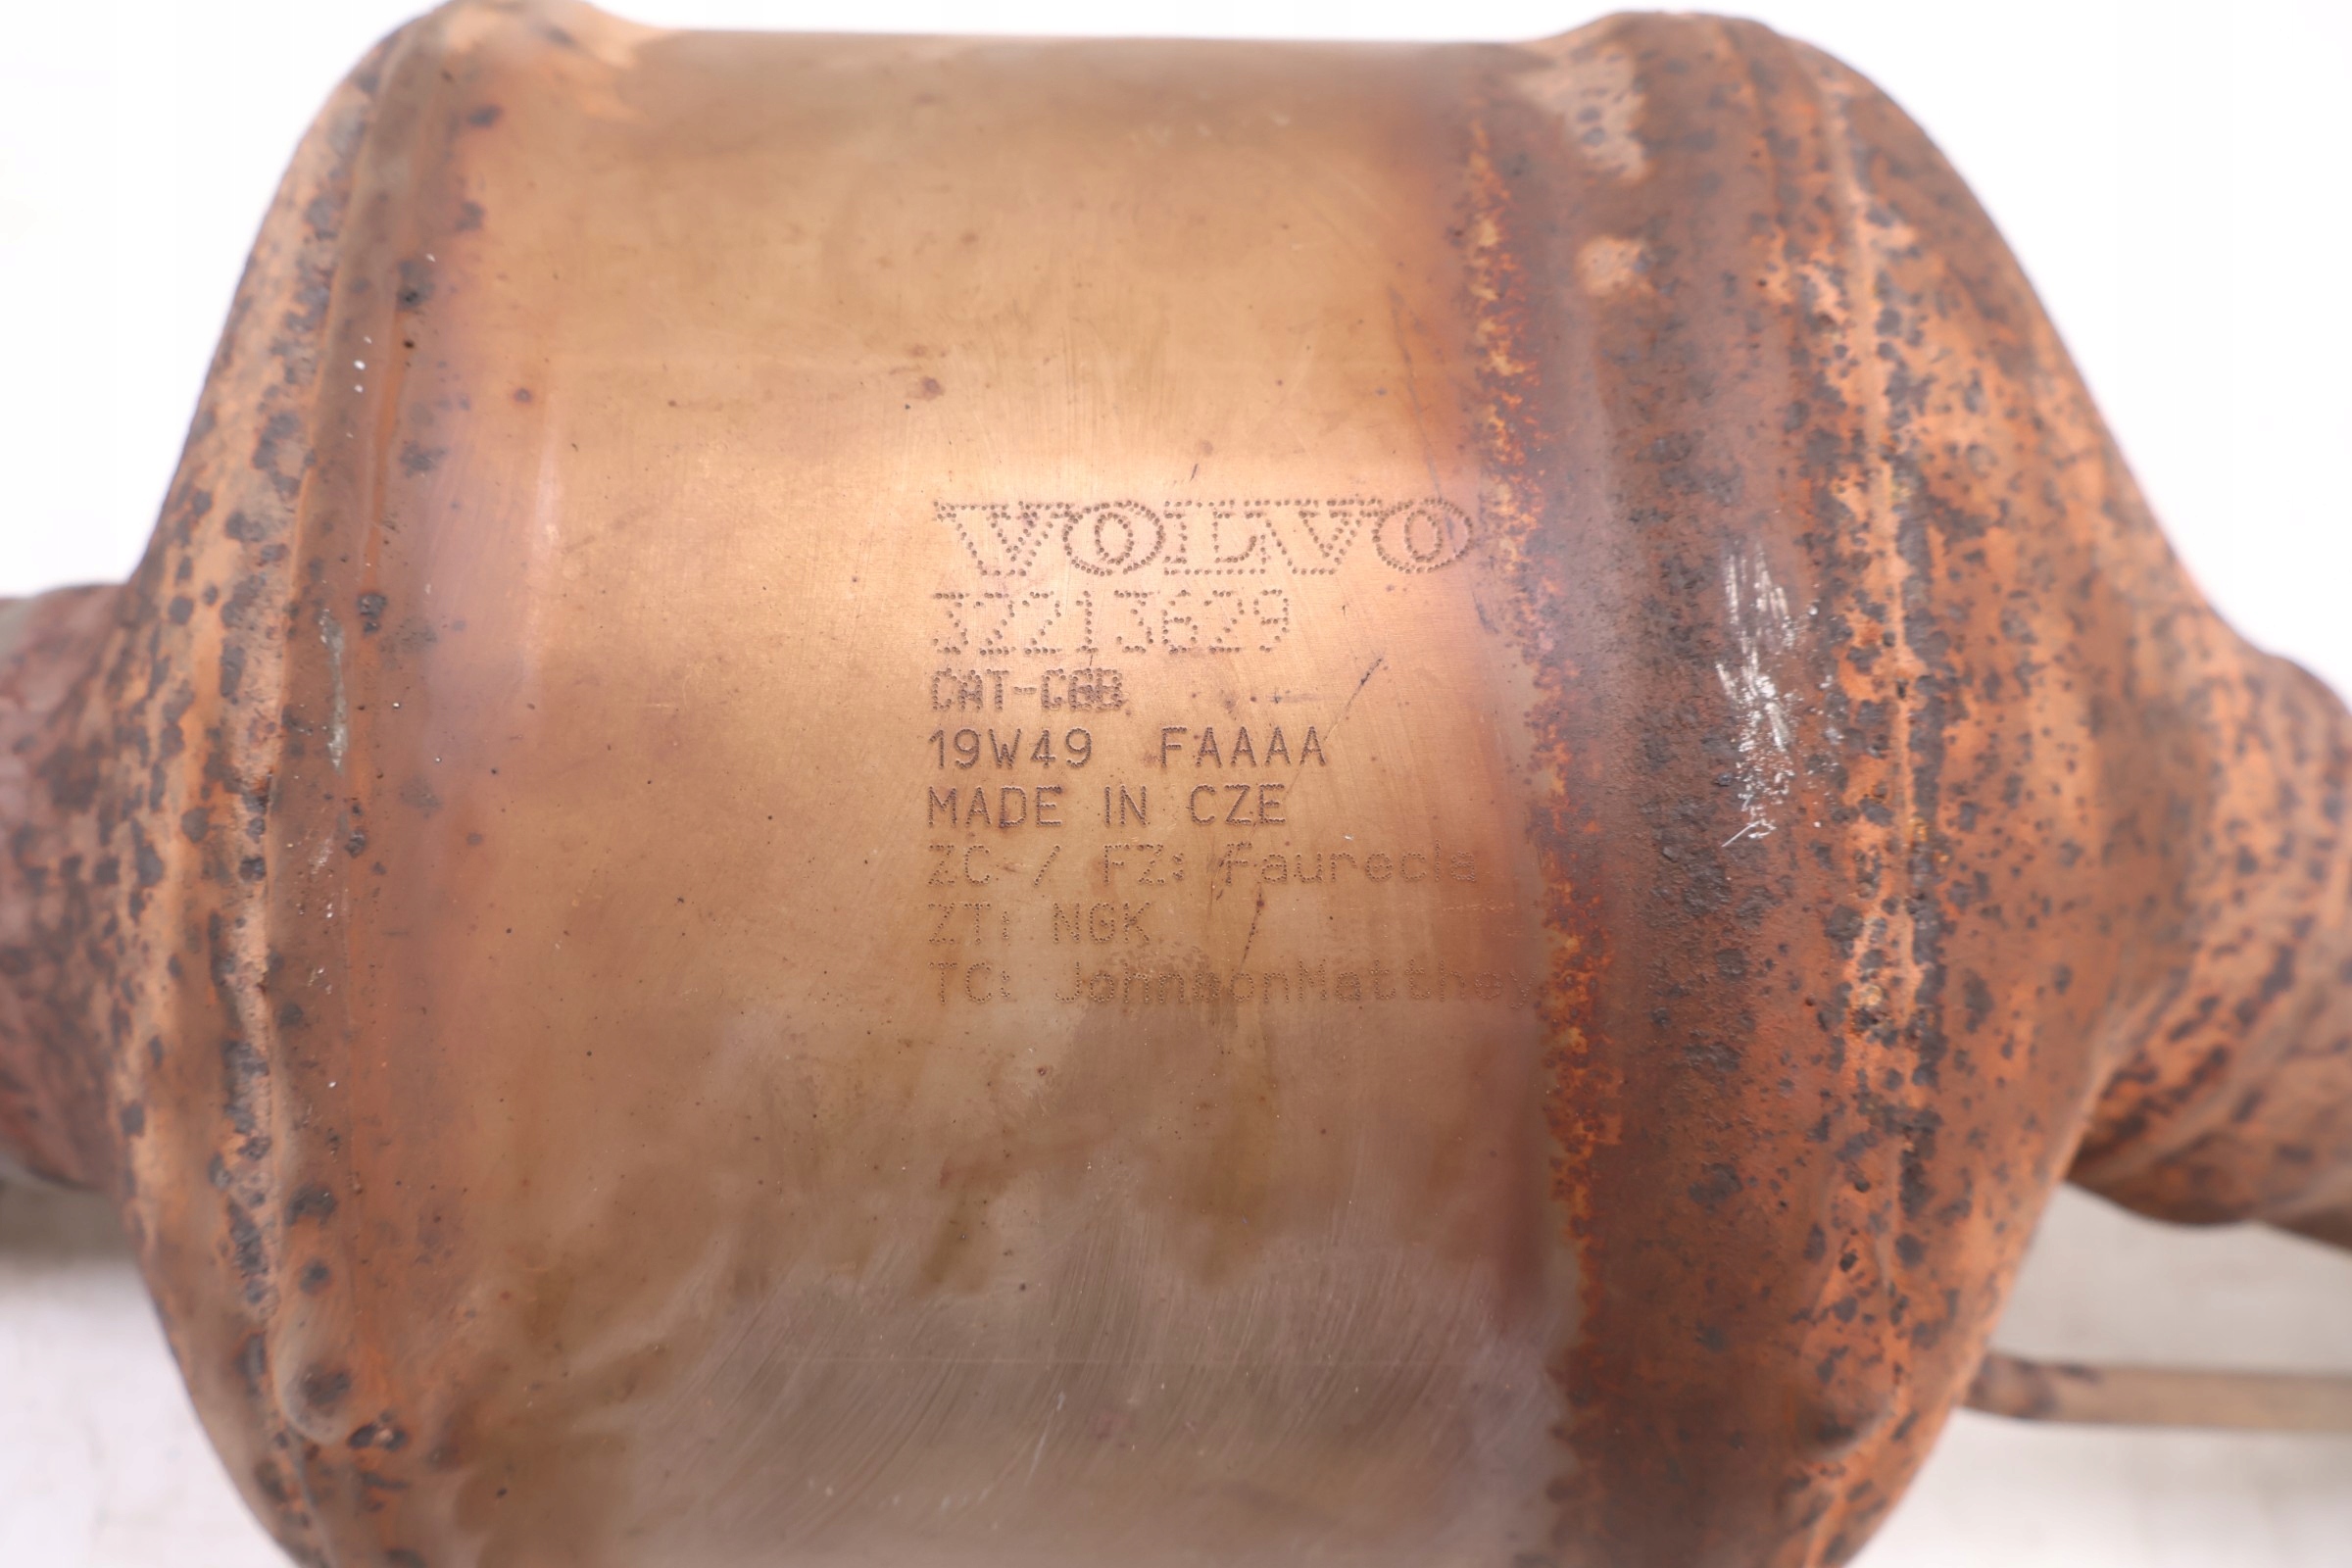 VOLVO
32213629
CAT-CGB
19W49 FAAAA
MADE IN CZE
ZC / FZ: Faurecia
ZT: NGK
TC: JohnsonMatthey